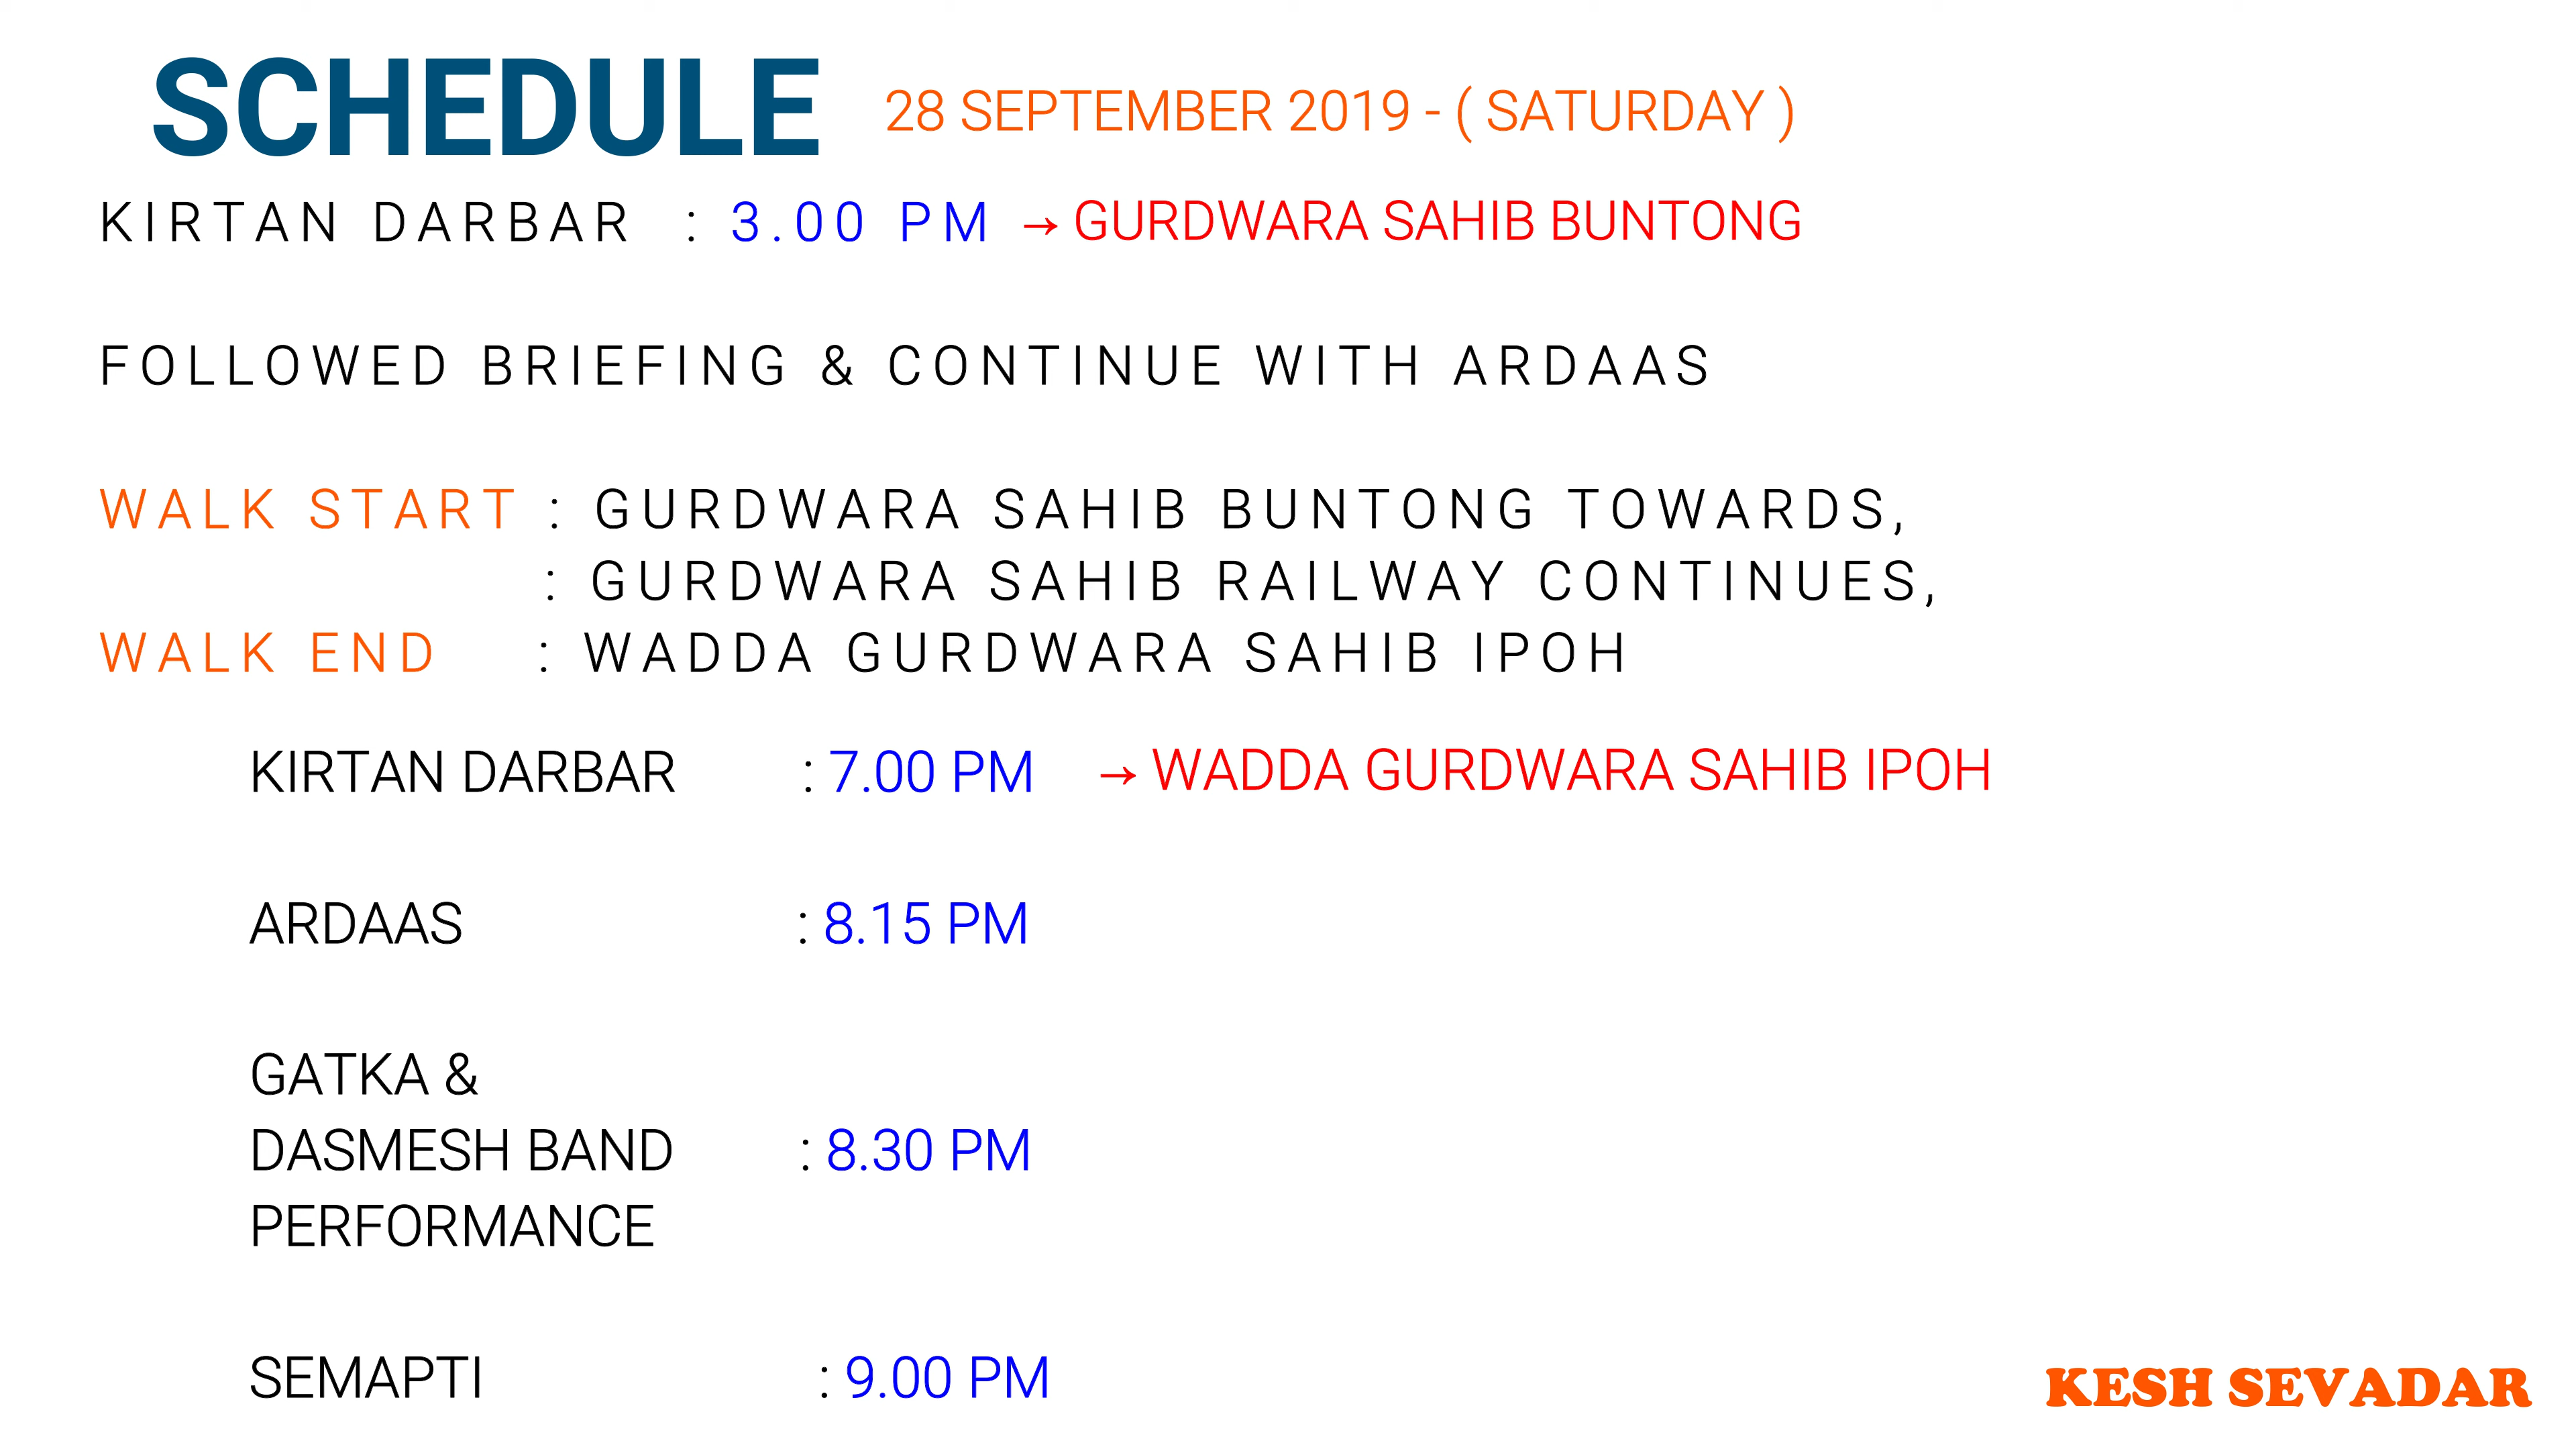 SCHEDULE 28 SEPTEMBER 2019 - ( SATURDAY )
KIRTAN DARBAR : 3.00 PM → GURDWARA SAHIB BUNTONG
FOLLOWED BRIEFING & CONTINUE WITH ARDAAS
WALK START : GURDWARA SAHIB BUNTONG TOWARDS,
: GURDWARA SAHIB RAILWAY CONTINUES,
WALK END : WADDA GURDWARA SAHIB IPOH
KIRTAN DARBAR : 7.00 PM → WADDA GURDWARA SAHIB IPOH
ARDAAS : 8.15 PM
GATKA &
DASMESH BAND : 8.30 PM
PERFORMANCE
SEMAPTI : 9.00 PM
KESH SEVADAR